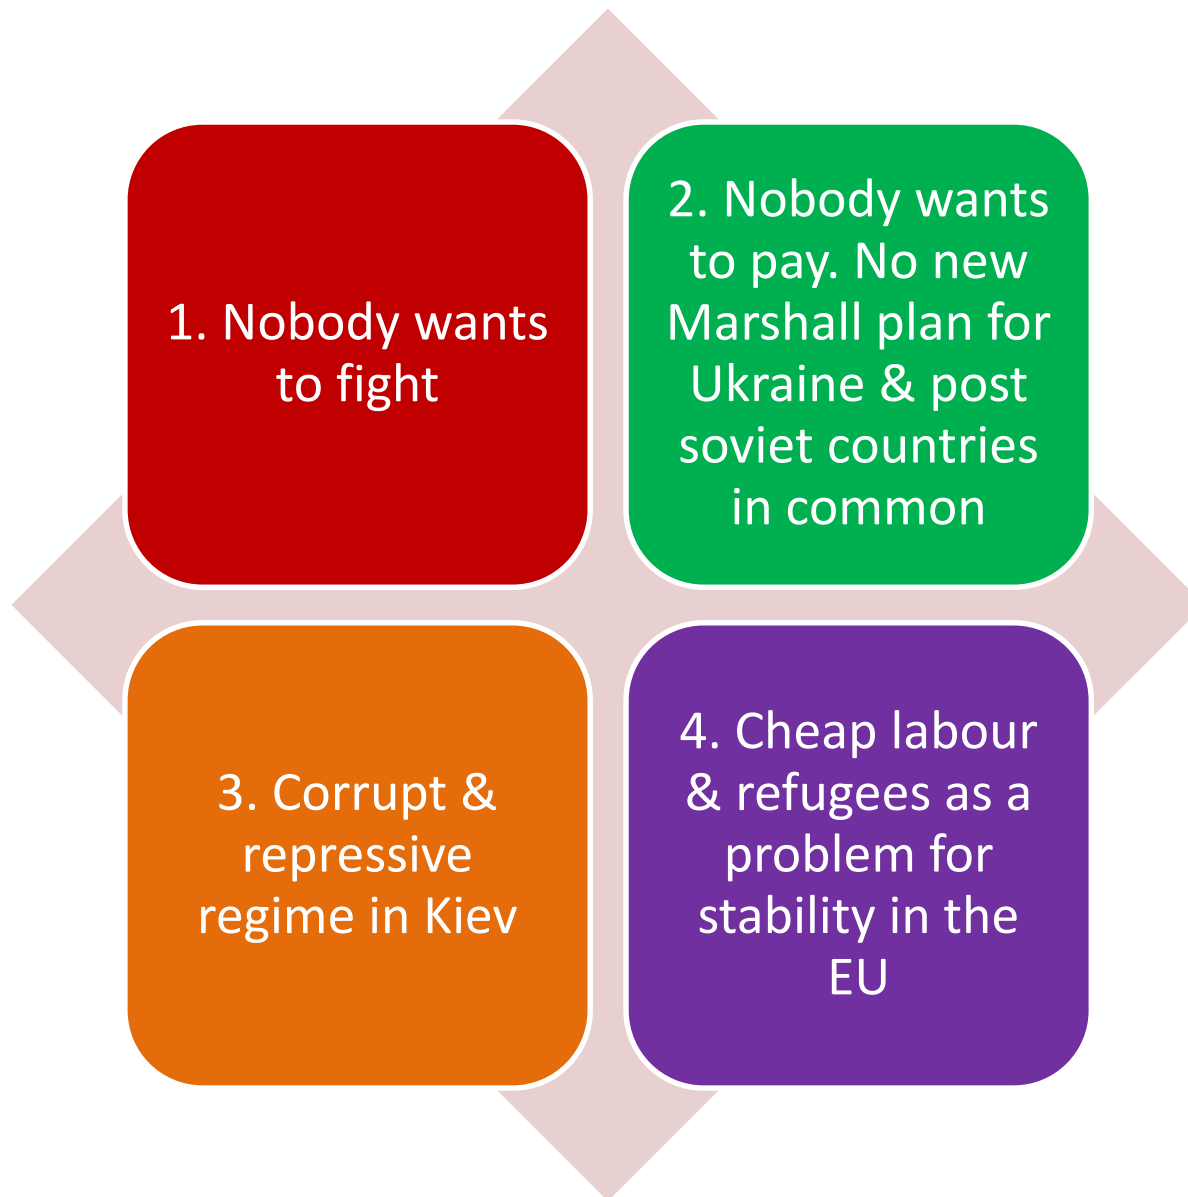 1. Nobody wants
to fight
2. Nobody wants
to pay. No new
Marshall plan for
Ukraine & post
soviet countries
in common
3. Corrupt &
repressive
regime in Kiev
4. Cheap labour
& refugees as a
problem for
stability in the
EU